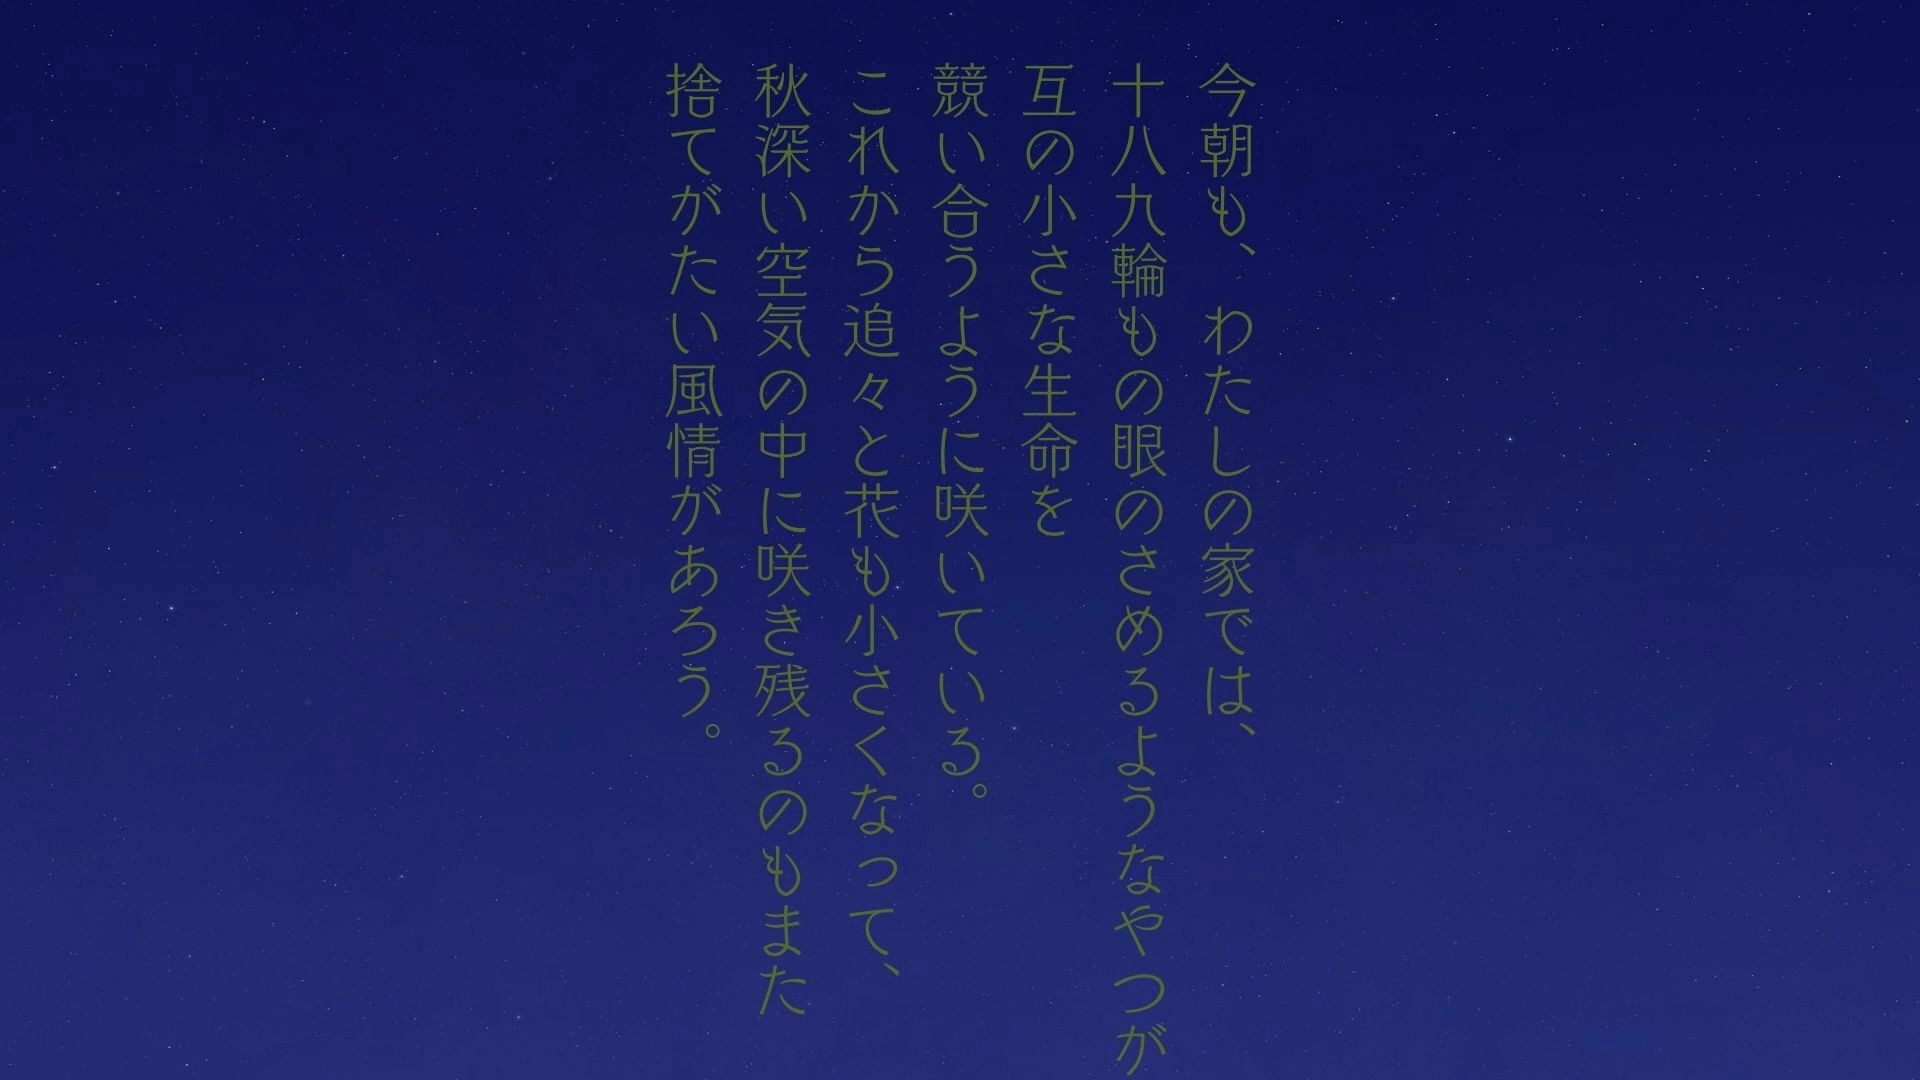 今朝も、わたしの家では、
十八九輪もの眼のさめるようなやつが
互の小さな生命を
競い合うように咲いている。
これから追々と花も小さくなって、
秋深い空気の中に咲き残るのもまた
捨てがたい風情があろう。